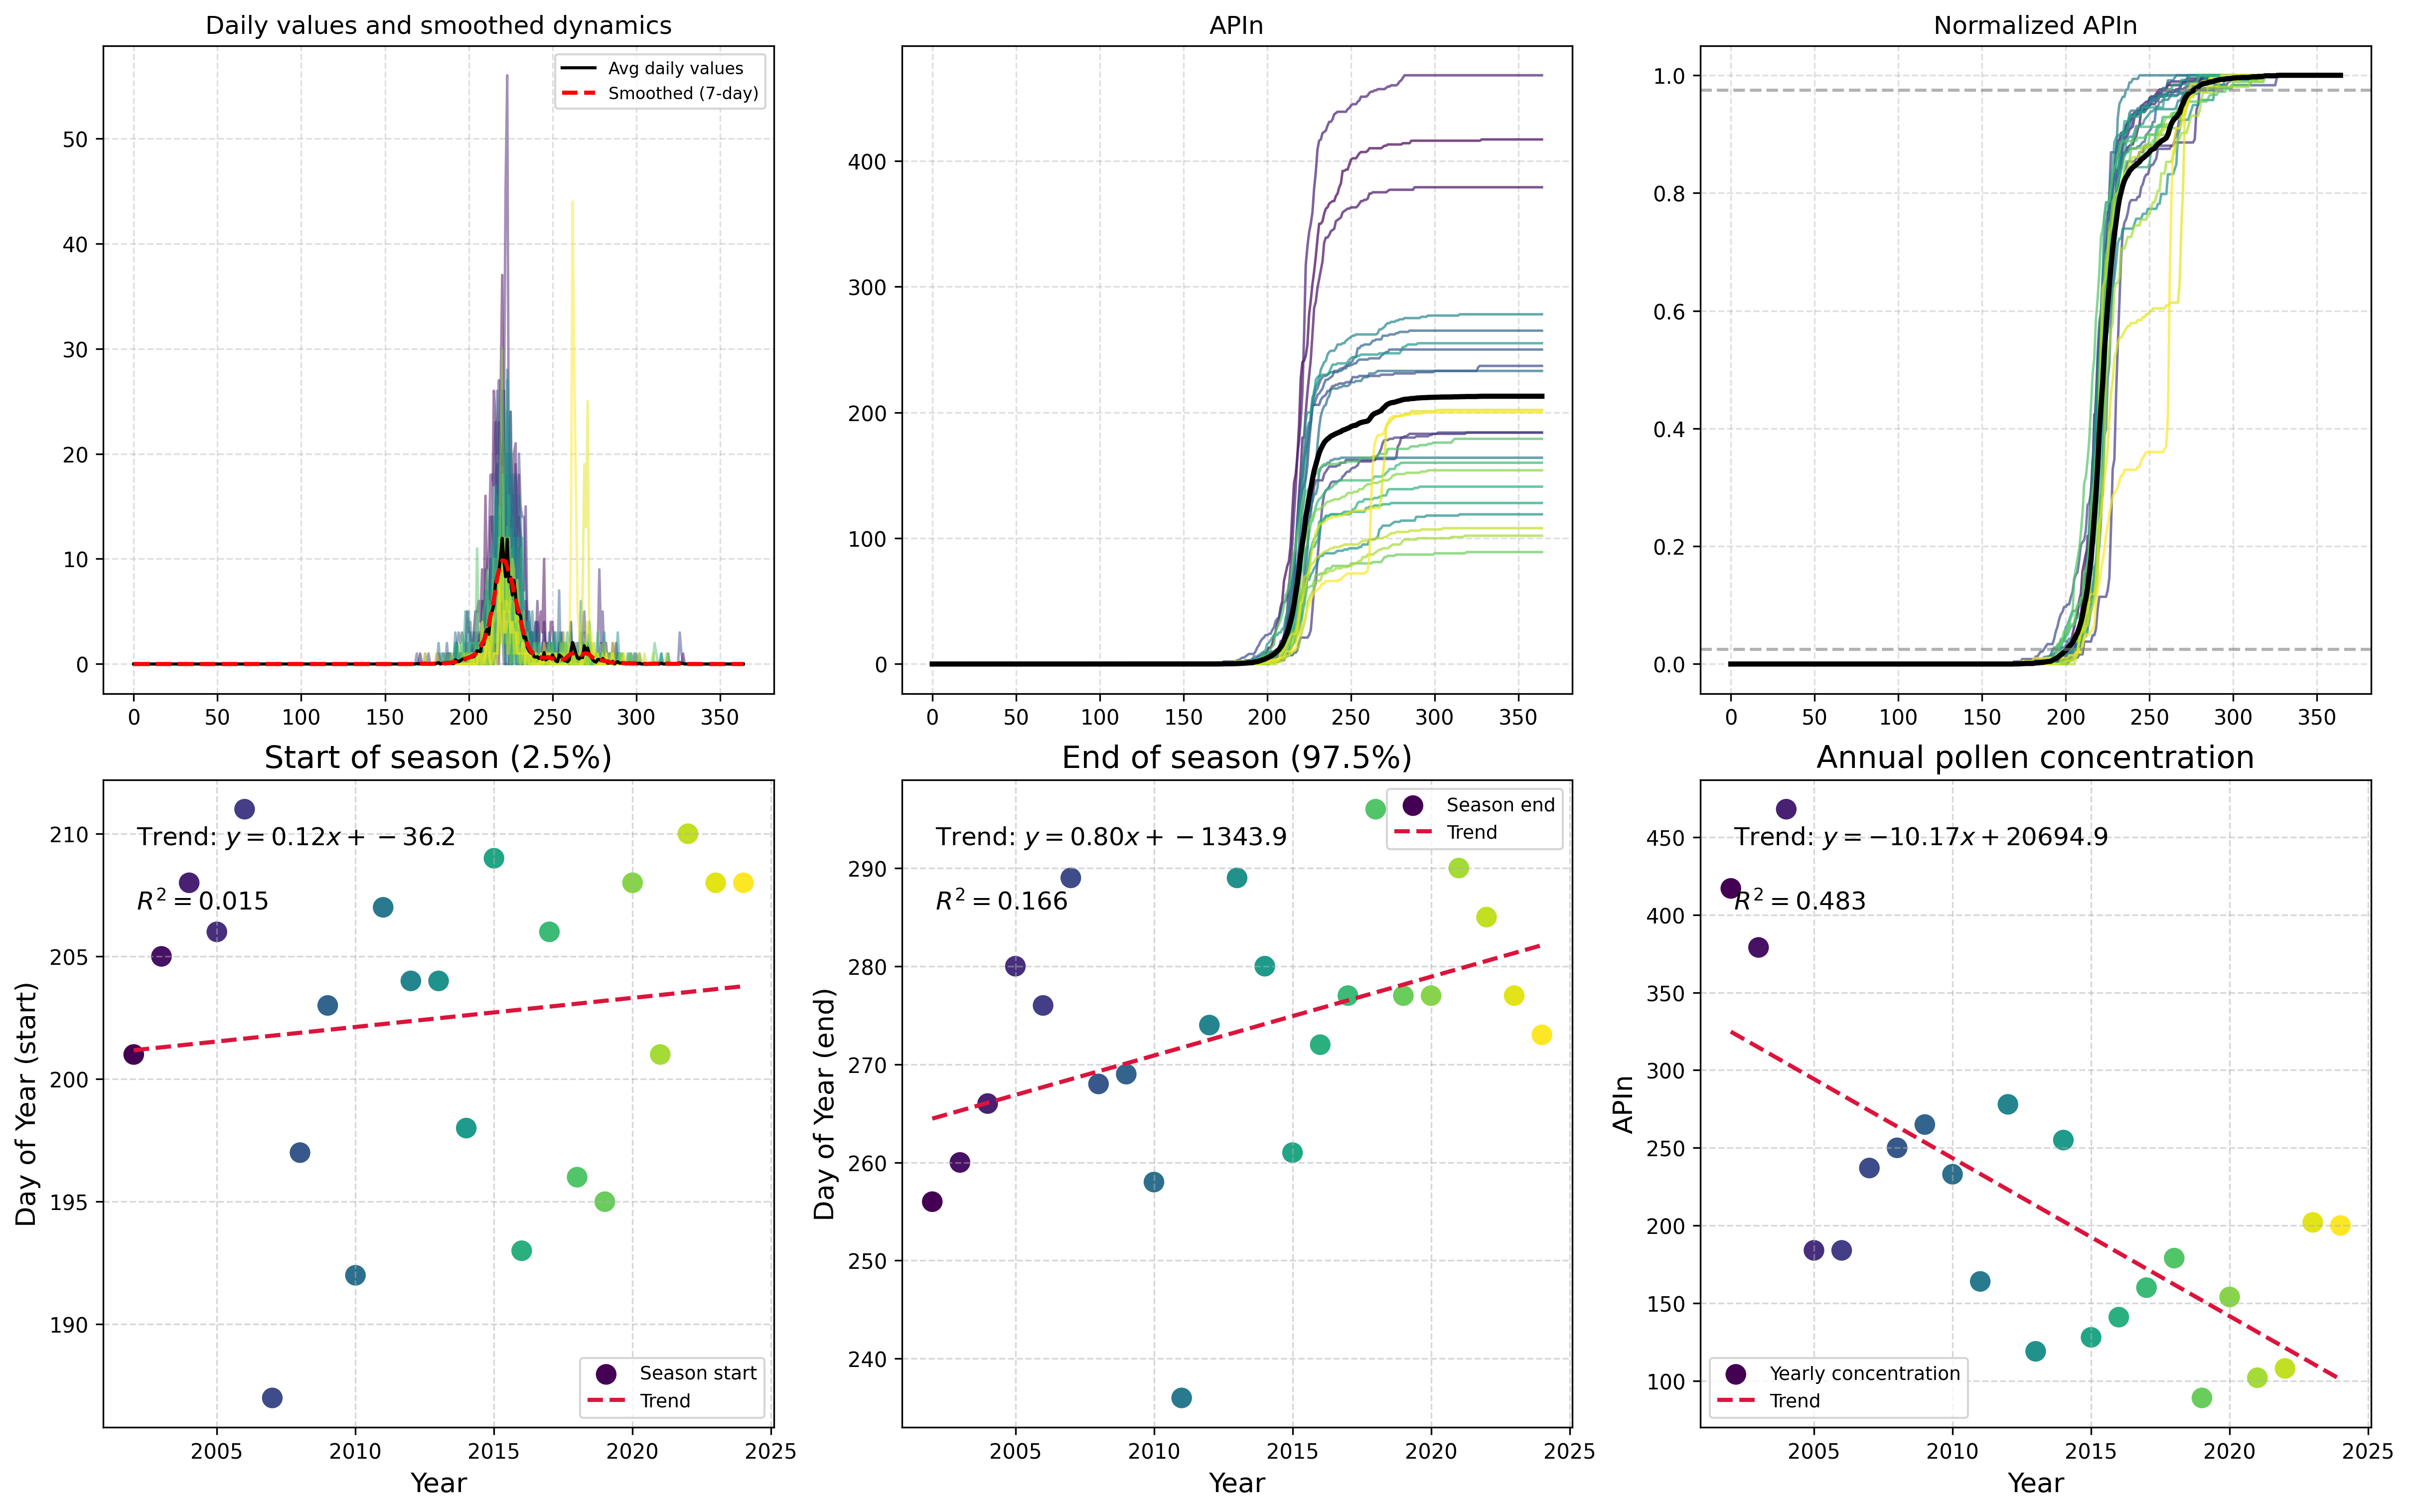 Daily values and smoothed dynamics
Avg daily values
Smoothed (7-day)
50
40
30
20
10
0
0 50 100 150 200 250 300 350
APIn
400
300
200
100
0
0 50 100 150 200 250 300 350
Normalized APIn
1.0
0.8
0.6
0.4
0.2
0.0
0 50 100 150 200 250 300 350
Start of season (2.5%)
Trend: y = 0.12x + −36.2
R² = 0.015
210
205
200
195
190
Day of Year (start)
Season start
Trend
2005 2010 2015 2020 2025
Year
End of season (97.5%)
Season end
Trend
Trend: y = 0.80x + −1343.9
R² = 0.166
290
280
270
260
250
240
Day of Year (end)
2005 2010 2015 2020 2025
Year
Annual pollen concentration
Trend: y = −10.17x + 20694.9
R² = 0.483
450
400
350
300
250
200
150
100
APIn
Yearly concentration
Trend
2005 2010 2015 2020 2025
Year